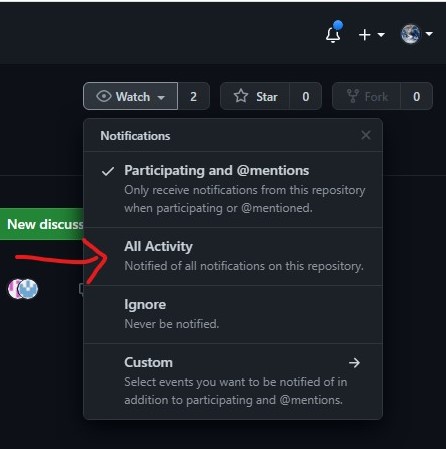 Watch 2 Star 0 Fork 0
Notifications
Participating and @mentions
Only receive notifications from this repository
when participating or @mentioned.
New discuss
All Activity
Notified of all notifications on this repository.
Ignore
Never be notified.
Custom
Select events you want to be notified of in
addition to participating and @mentions.